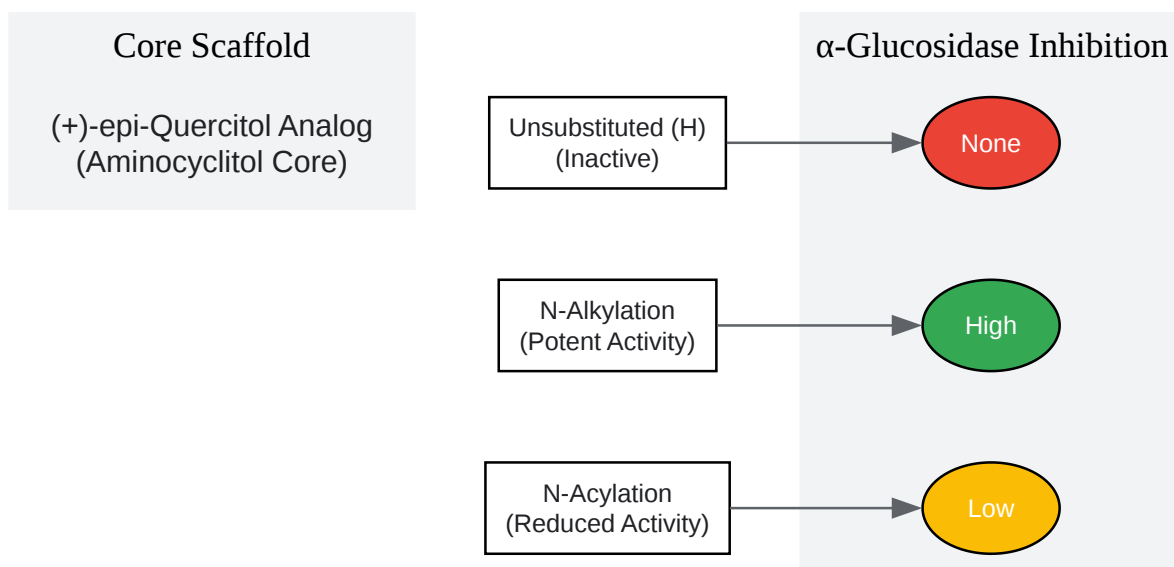 Core Scaffold
(+)-epi-Quercitol Analog
(Aminocyclitol Core)
α-Glucosidase Inhibition
Unsubstituted (H)
(Inactive)
None
N-Alkylation
(Potent Activity)
High
N-Acylation
(Reduced Activity)
Low